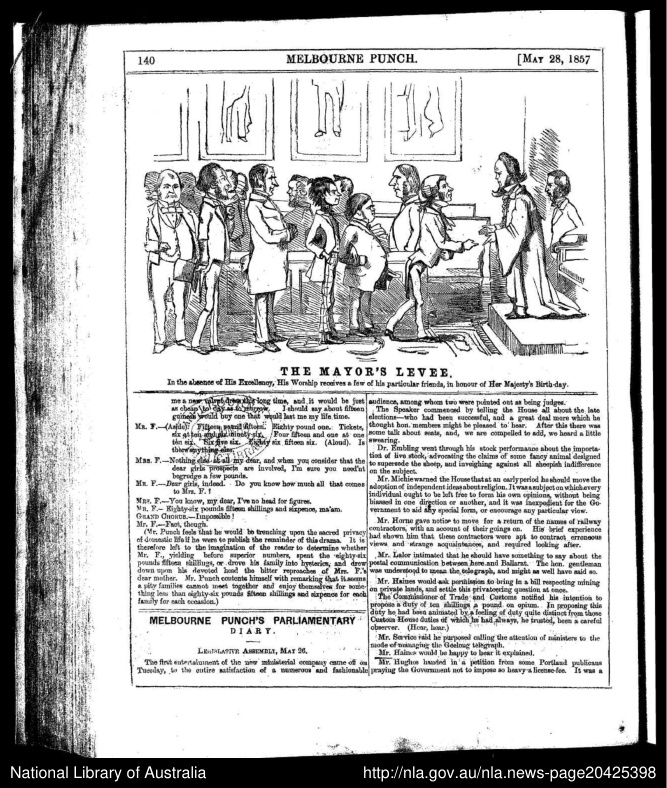 140 MELBOURNE PUNCH. [MAY 28, 1857
THE MAYOR'S LEVEE.
In the absence of His Excellency, His Worship receives a few of his particular friends, in honour of Her Majesty's Birth-day.
me a new velvet dress this long time, and it would be just
as cheap to day as to-morrow. I should say about fifteen
guineas would buy one that would last me my life time.
MR. F.—(Aside) Fifteen pound fifteen. Eighty pound one. Tickets,
six at ten and six, ninety-six. Four fifteen and one at one
ten six. Six five six. Eighty six fifteen six. (Aloud). Is
there anything else?
MRS. F.—Nothing else at all my dear, and when you consider that the
dear girls prospects are involved, I'm sure you need'nt
begrudge a few pounds.
MR. F.—Dear girls, indeed. Do you know how much all that comes
to Mrs. F. ?
MRS. F.—You know, my dear, I've no head for figures.
MR. F.—Eighty-six pounds fifteen shillings and sixpence, ma'am.
GRAND CHORUS.—Impossible!
MR. F.—Fact, though.
(Mr. Punch feels that he would be trenching upon the sacred privacy
of domestic life if he were to publish the remainder of this drama. It is
therefore left to the imagination of the reader to determine whether
Mr. F., yielding before superior numbers, spent the eighty-six
pounds fifteen shillings, or drove his family into hysterics, and drew
down upon his devoted head the bitter reproaches of Mrs. F.'s
dear mother. Mr. Punch contents himself with remarking that it seems
a pity families cannot meet together and enjoy themselves for some-
thing less than eighty-six pounds fifteen shillings and sixpence for each
family for each occasion.)
MELBOURNE PUNCH'S PARLIAMENTARY
DIARY.
LEGISLATIVE ASSEMBLY, MAY 26.
The first entertainment of the new ministerial company came off on
Tuesday, to the entire satisfaction of a numerous and fashionable
audience, among whom two were pointed out as being judges.
The Speaker commenced by telling the House all about the late
elections—who had been successful, and a great deal more which he
thought hon. members might be pleased to hear. After this there was
some talk about seats, and, we are compelled to add, we heard a little
swearing.
Dr. Embling went through his stock performance about the importa-
tion of live stock, advocating the claims of some fancy animal designed
to supersede the sheep, and inveighing against all sheepish indifference
on the subject.
Mr. Michie warned the House that at an early period he should move the
adoption of independent ideas about religion. It was a subject on which every
individual ought to be left free to form his own opinions, without being
biassed in one direction or another, and it was inexpedient for the Go-
vernment to aid any special form, or encourage any particular view.
Mr. Horne gave notice to move for a return of the names of railway
contractors, with an account of their goings on. His brief experience
had shown him that these contractors were apt to contract erroneous
views and strange acquaintances, and required looking after.
Mr. Lalor intimated that he should have something to say about the
postal communication between here and Ballarat. The hon. gentleman
was understood to mean the telegraph, and might as well have said so.
Mr. Haines would ask permission to bring in a bill respecting mining
on private lands, and settle this privateering question at once.
The Commissioner of Trade and Customs notified his intention to
propose a duty of ten shillings a pound on opium. In proposing this
duty he had been animated by a feeling of duty quite distinct from those
Custom House duties of which he had always, he trusted, been a careful
observer. (Hear, hear.)
Mr. Service said he purposed calling the attention of ministers to the
mode of managing the Geelong telegraph.
Mr. Haines would be happy to hear it explained.
Mr. Hughes handed in a petition from some Portland publicans
praying the Government not to impose so heavy a license-fee. It was a
National Library of Australia http://nla.gov.au/nla.news-page20425398